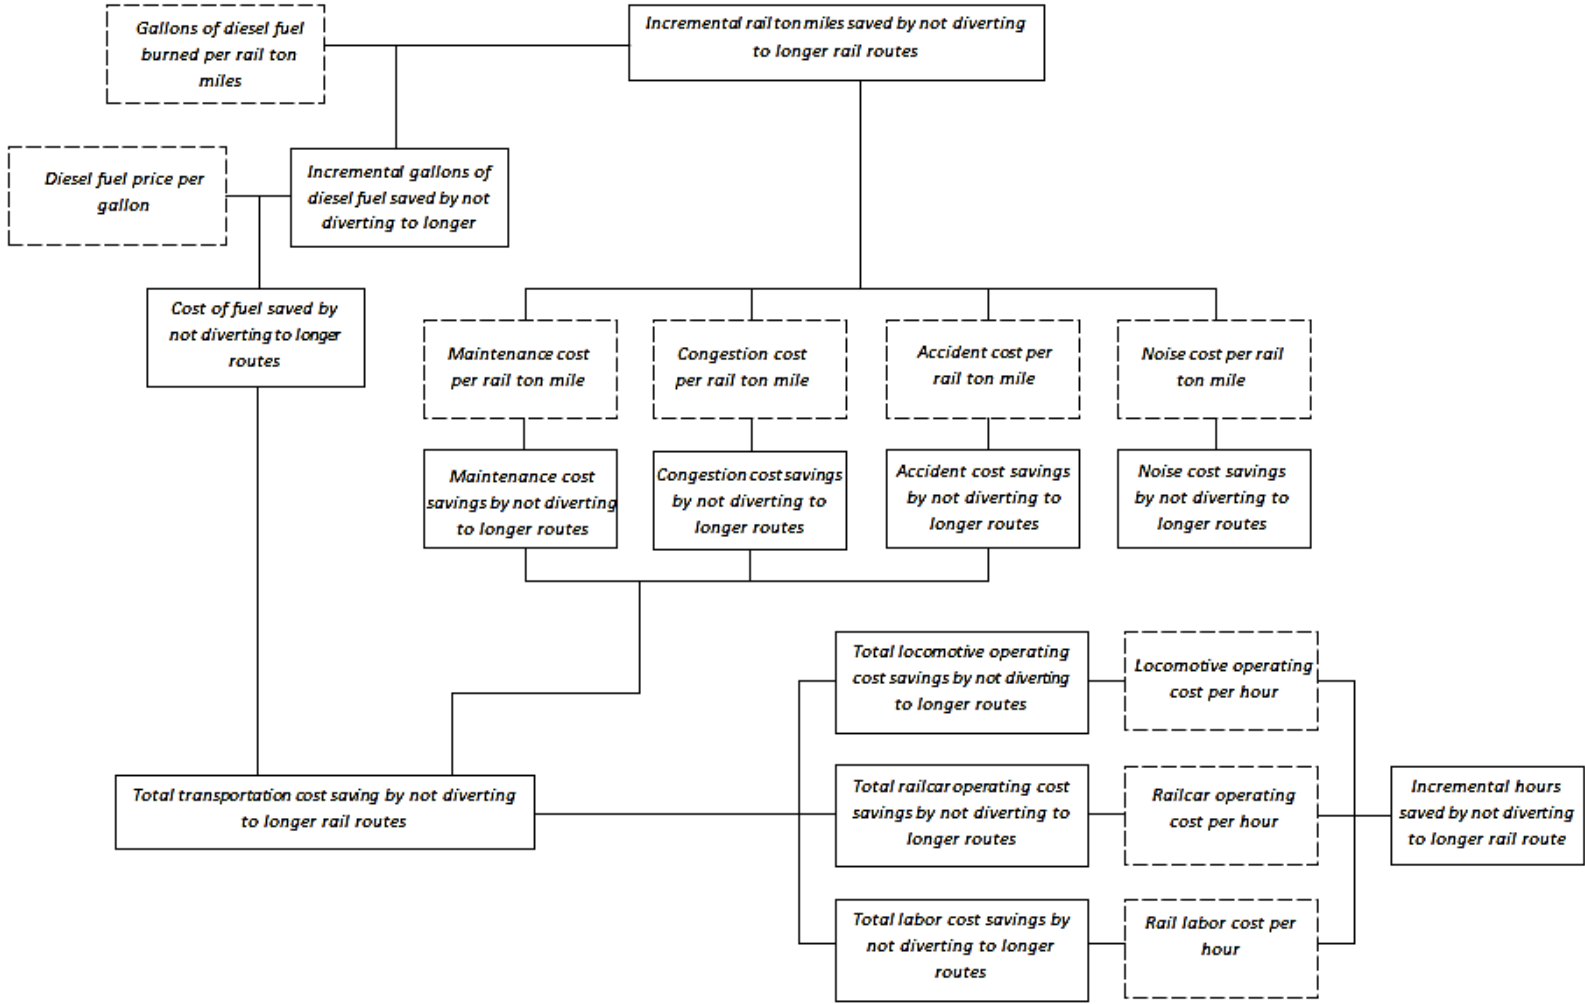 Gallons of diesel fuel
burned per rail ton
miles
Incremental rail ton miles saved by not diverting
to longer rail routes
Diesel fuel price per
gallon
Incremental gallons of
diesel fuel saved by not
diverting to longer
Cost of fuel saved by
not diverting to longer
routes
Maintenance cost
per rail ton mile
Congestion cost
per rail ton mile
Accident cost per
rail ton mile
Noise cost per rail
ton mile
Maintenance cost
savings by not diverting
to longer routes
Congestion cost savings
by not diverting to
longer routes
Accident cost savings
by not diverting to
longer routes
Noise cost savings
by not diverting to
longer routes
Total locomotive operating
cost savings by not diverting
to longer routes
Locomotive operating
cost per hour
Total transportation cost saving by not diverting
to longer rail routes
Total railcar operating cost
savings by not diverting to
longer routes
Railcar operating
cost per hour
Incremental hours
saved by not diverting
to longer rail route
Total labor cost savings by
not diverting to longer
routes
Rail labor cost per
hour